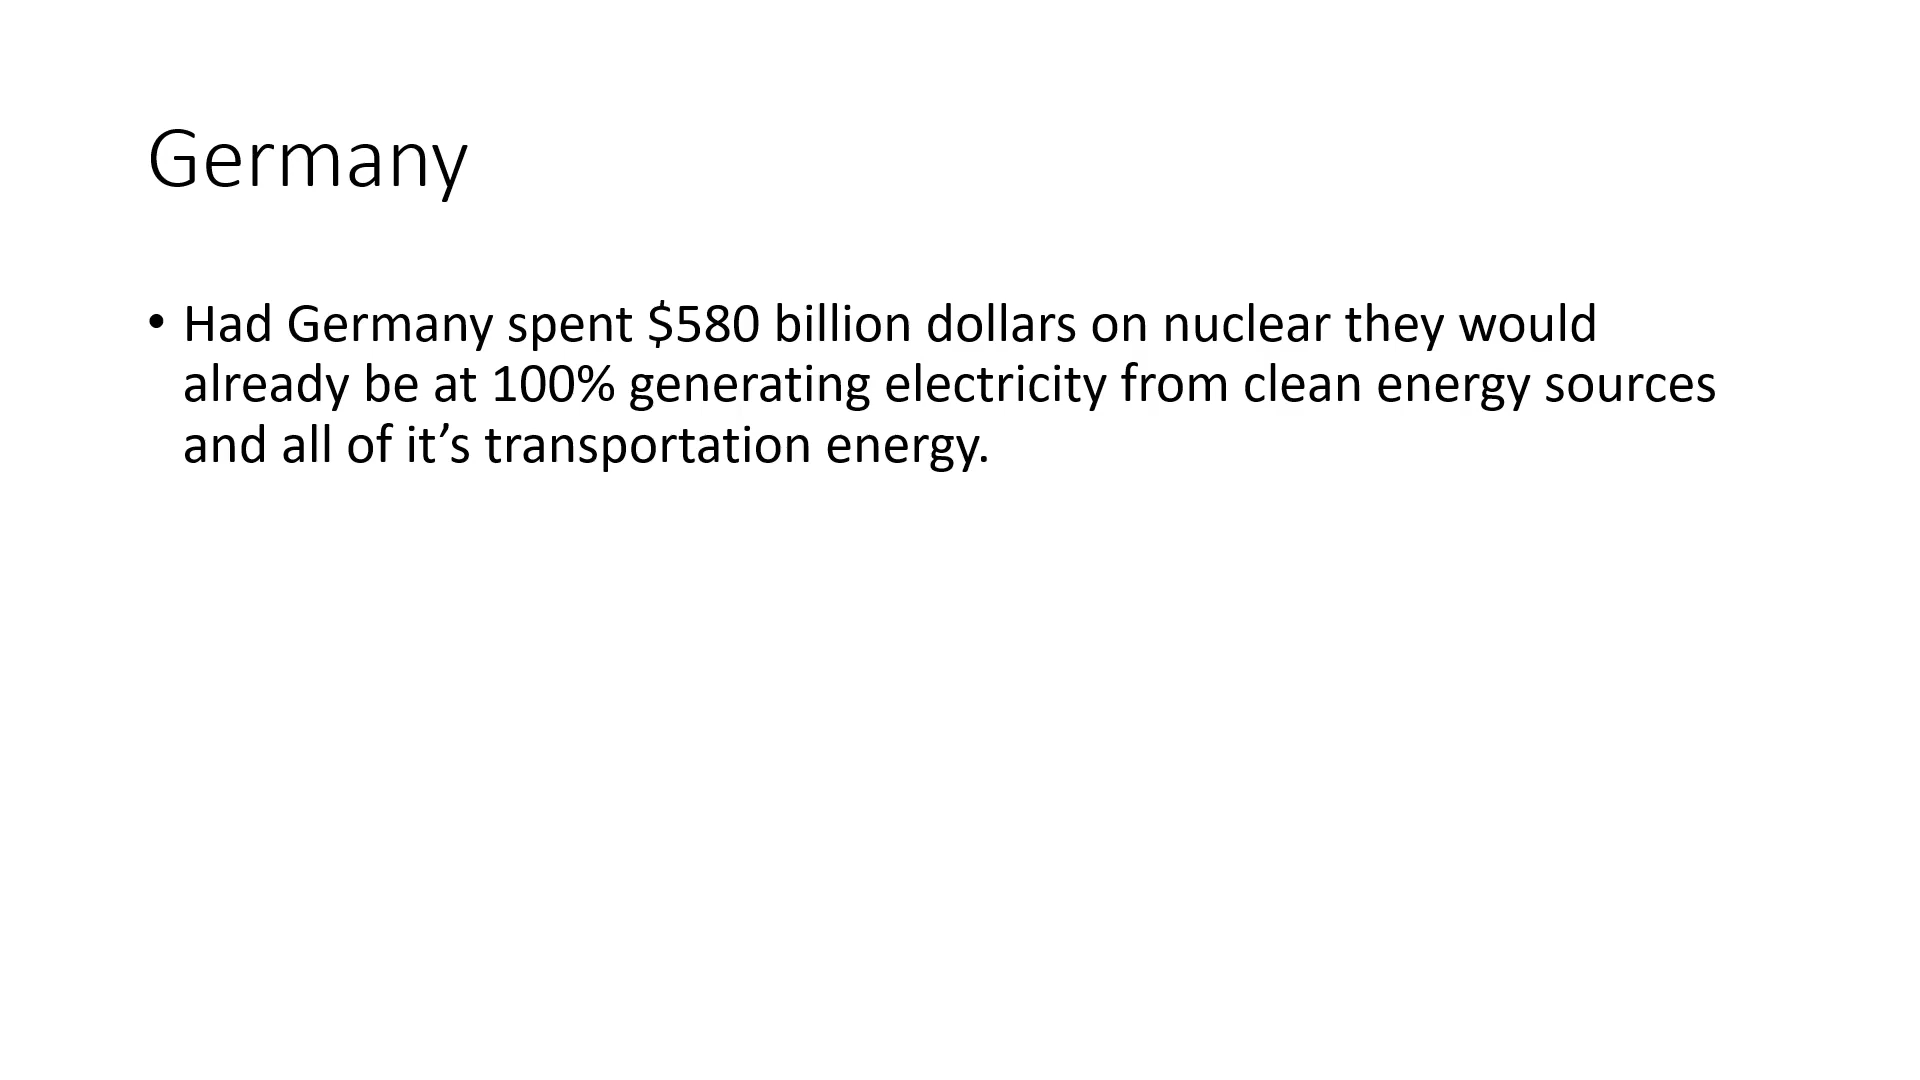 Germany
• Had Germany spent $580 billion dollars on nuclear they would
already be at 100% generating electricity from clean energy sources
and all of it’s transportation energy.